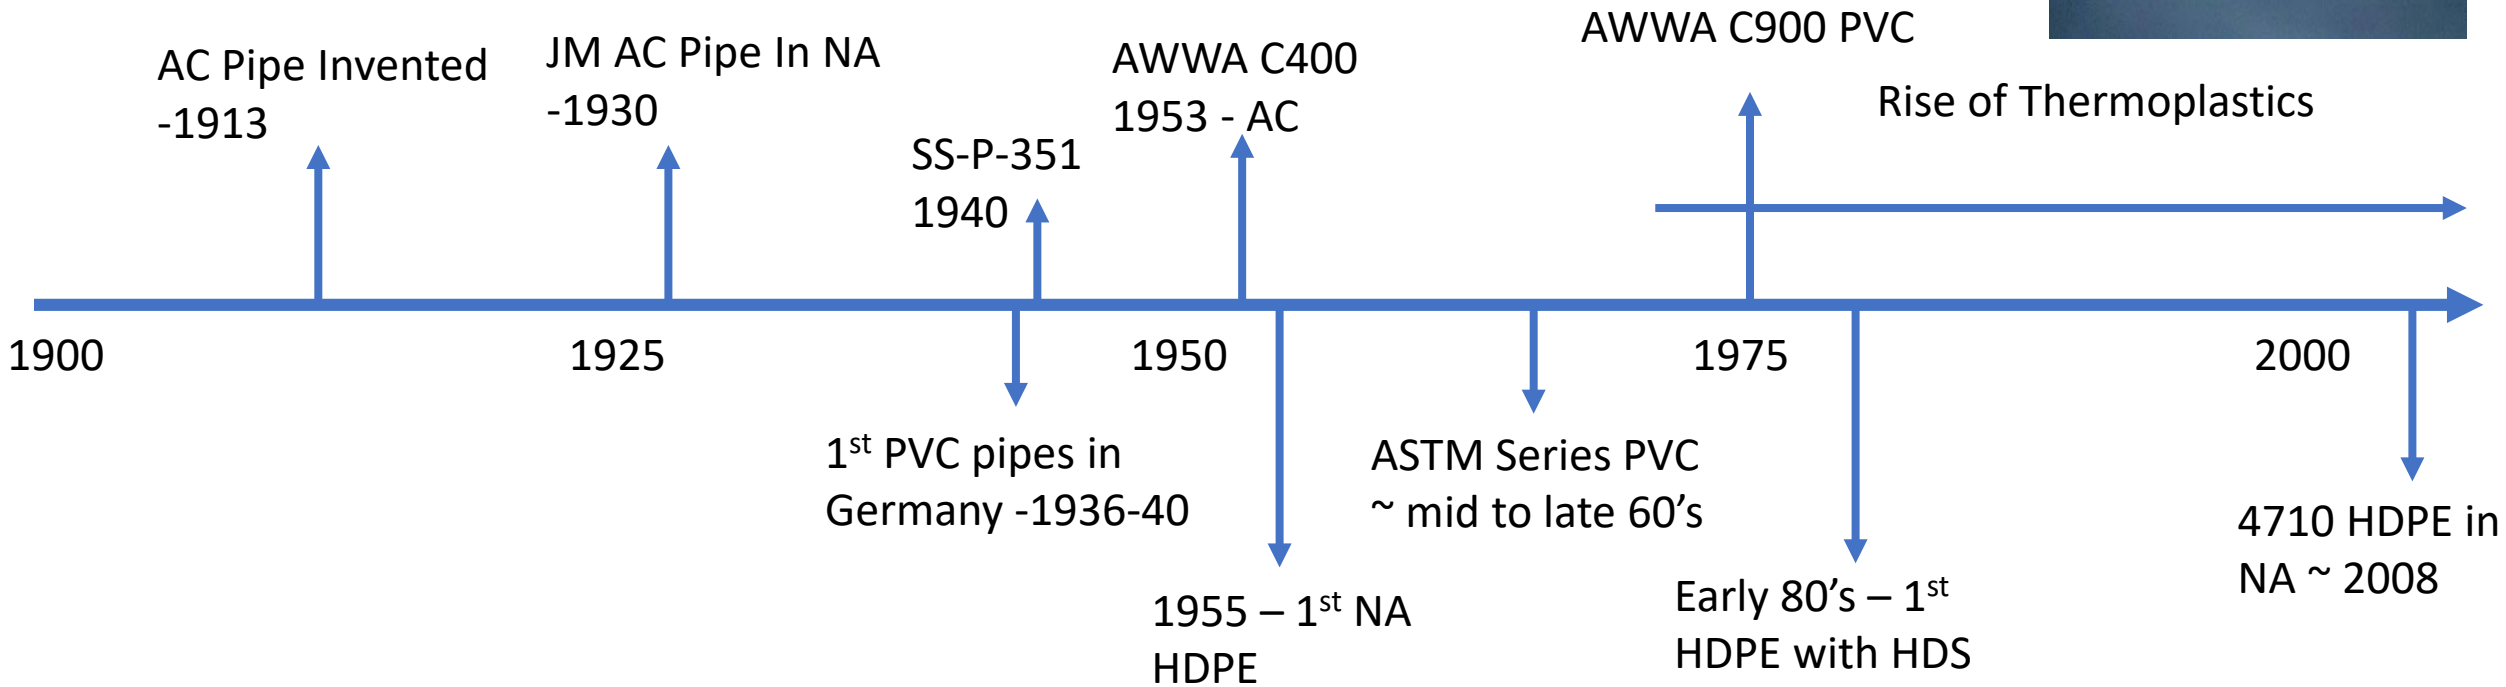 AC Pipe Invented
-1913
JM AC Pipe In NA
-1930
SS-P-351
1940
AWWA C400
1953 - AC
AWWA C900 PVC
Rise of Thermoplastics
1900
1925
1950
1975
2000
1st PVC pipes in
Germany -1936-40
1955 – 1st NA
HDPE
ASTM Series PVC
~ mid to late 60’s
Early 80’s – 1st
HDPE with HDS
4710 HDPE in
NA ~ 2008